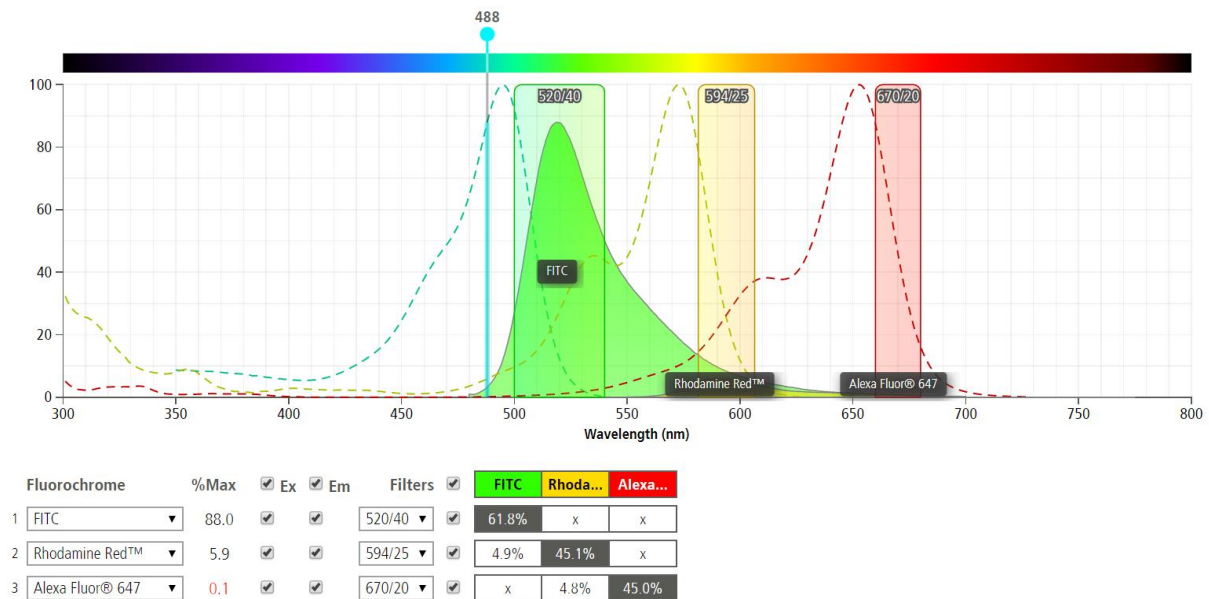 488
100 520/40 594/25 670/20
80
60
40 FITC
20
Rhodamine Red™ Alexa Fluor® 647
0
300 350 400 450 500 550 600 650 700 750 800
Wavelength (nm)
Fluorochrome %Max Ex Em Filters FITC Rhoda... Alexa...
1 FITC 88.0 520/40 61.8% x x
2 Rhodamine Red™ 5.9 594/25 4.9% 45.1% x
3 Alexa Fluor® 647 0.1 670/20 x 4.8% 45.0%